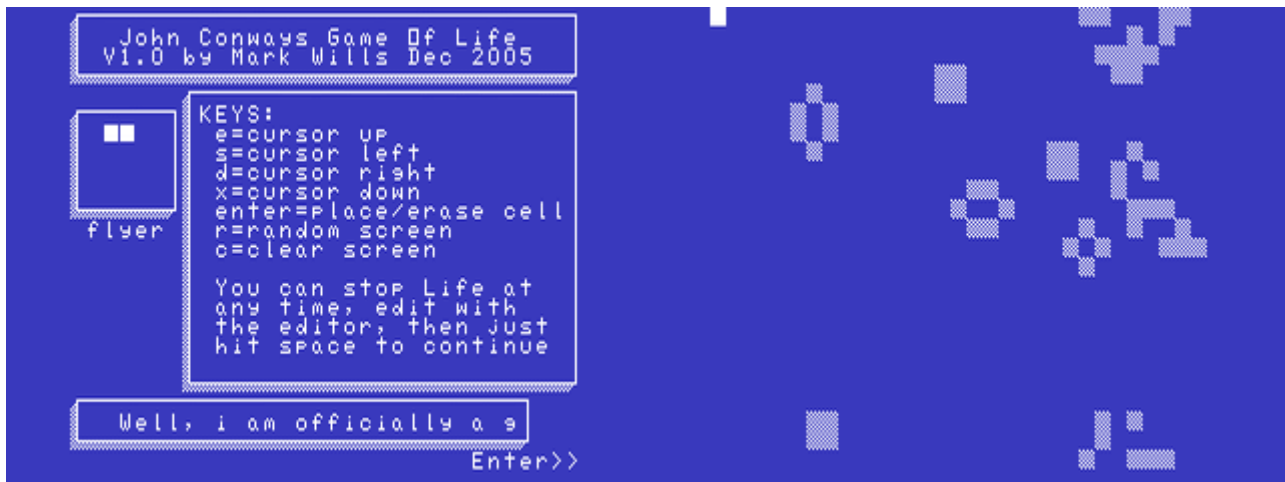 John Conways Game Of Life
V1.0 by Mark Wills Dec 2005
KEYS:
e=cursor up
s=cursor left
d=cursor right
x=cursor down
enter=place/erase cell
r=random screen
c=clear screen
flyer
You can stop Life at
any time, edit with
the editor, then just
hit space to continue
Well, i am officially a g
Enter>>